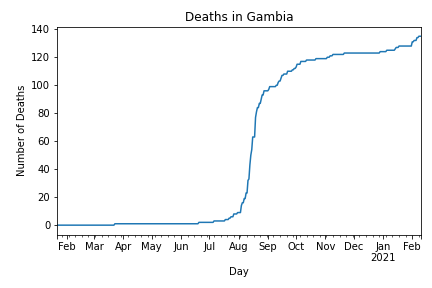 Deaths in Gambia
140
120
100
80
60
40
20
0
Number of Deaths
Feb Mar Apr May Jun Jul Aug Sep Oct Nov Dec Jan Feb
2021
Day